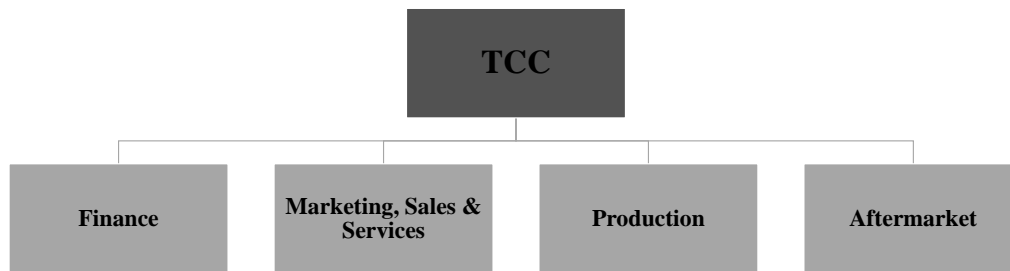 TCC
Finance
Marketing, Sales &
Services
Production
Aftermarket